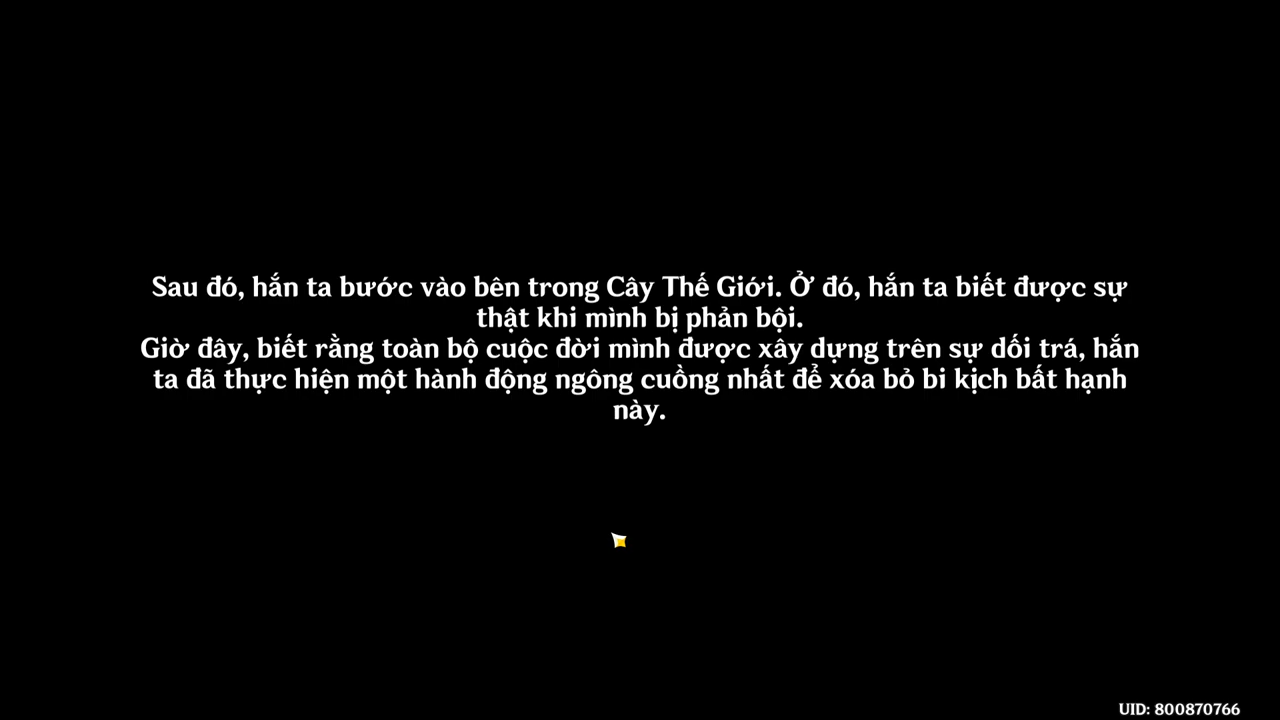 Sau đó, hắn ta bước vào bên trong Cây Thế Giới. Ở đó, hắn ta biết được sự
thật khi mình bị phản bội.
Giờ đây, biết rằng toàn bộ cuộc đời mình được xây dựng trên sự dối trá, hắn
ta đã thực hiện một hành động ngông cuồng nhất để xóa bỏ bi kịch bất hạnh
này.
UID: 800870766